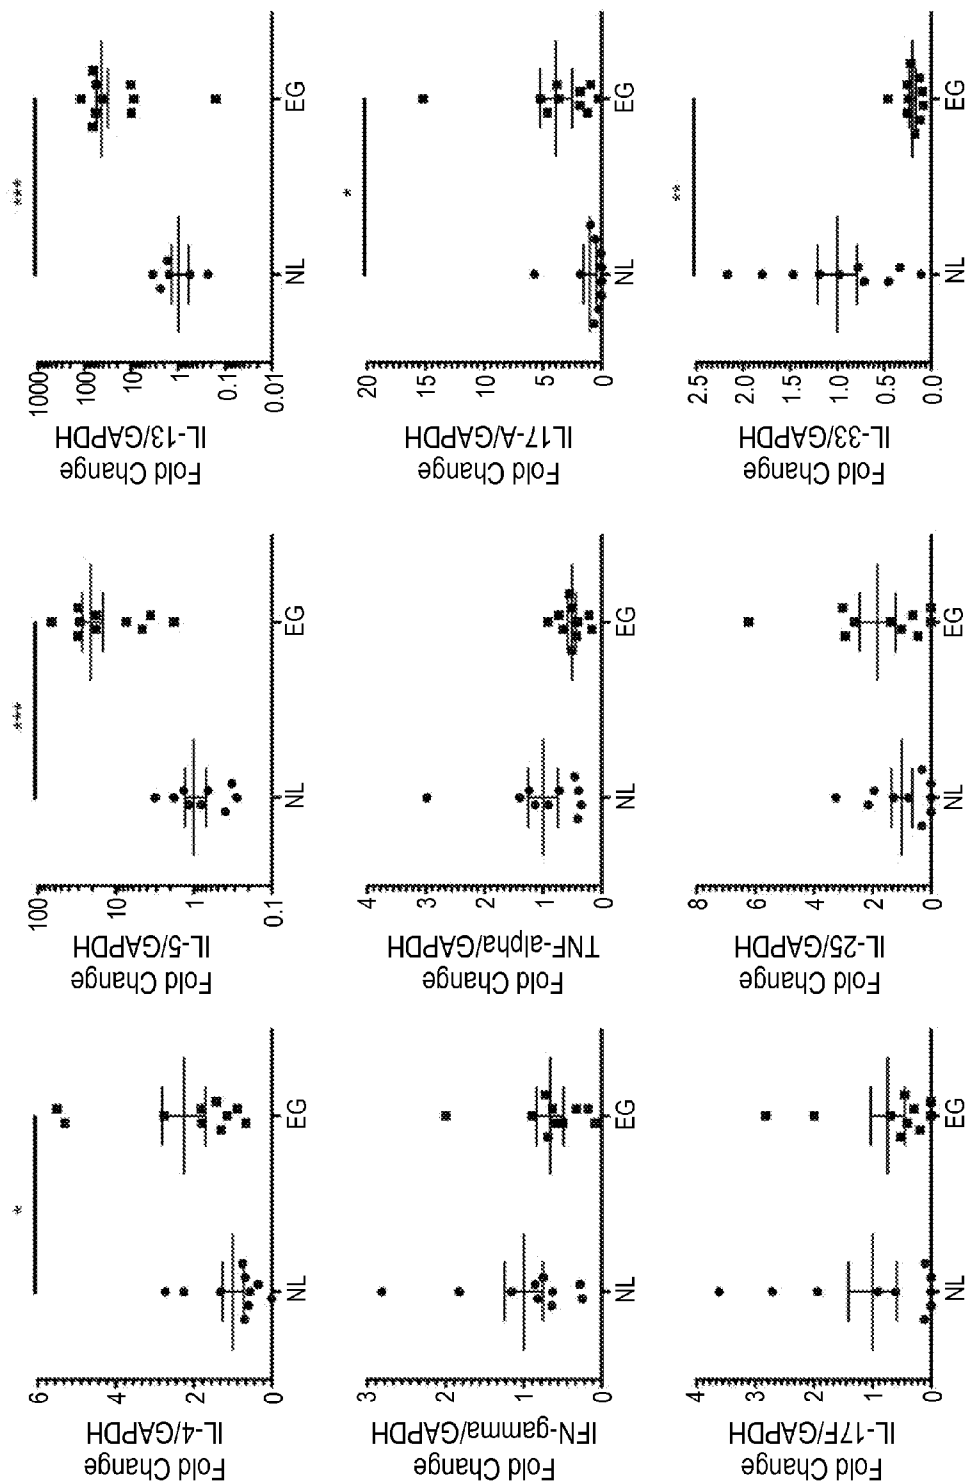 Fold Change
IL-4/GAPDH
6
4
2
0
*
NL
EG
Fold Change
IL-5/GAPDH
100
10
1
0.1
***
NL
EG
Fold Change
IL-13/GAPDH
1000
100
10
1
0.1
0.01
***
NL
EG
Fold Change
IFN-gamma/GAPDH
3
2
1
0
NL
EG
Fold Change
TNF-alpha/GAPDH
4
3
2
1
0
NL
EG
Fold Change
IL17-A/GAPDH
20
15
10
5
0
*
NL
EG
Fold Change
IL-17F/GAPDH
4
3
2
1
0
NL
EG
Fold Change
IL-25/GAPDH
8
6
4
2
0
NL
EG
Fold Change
IL-33/GAPDH
2.5
2.0
1.5
1.0
0.5
0.0
**
NL
EG